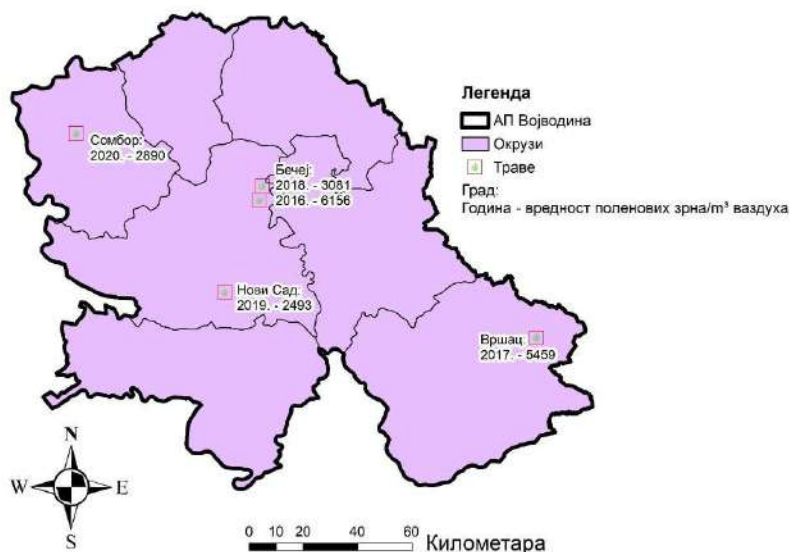 Сомбор:
2020. - 2890
Бечеј:
2018. - 3081
2016. - 6156
Нови Сад:
2019. - 2493
Вршац:
2017. - 5459
Легенда
АП Војводина
Окрузи
Траве
Град:
Година - вредност поленових зрна/m³ ваздуха
N
W E
S
0 10 20 40 60 Километара